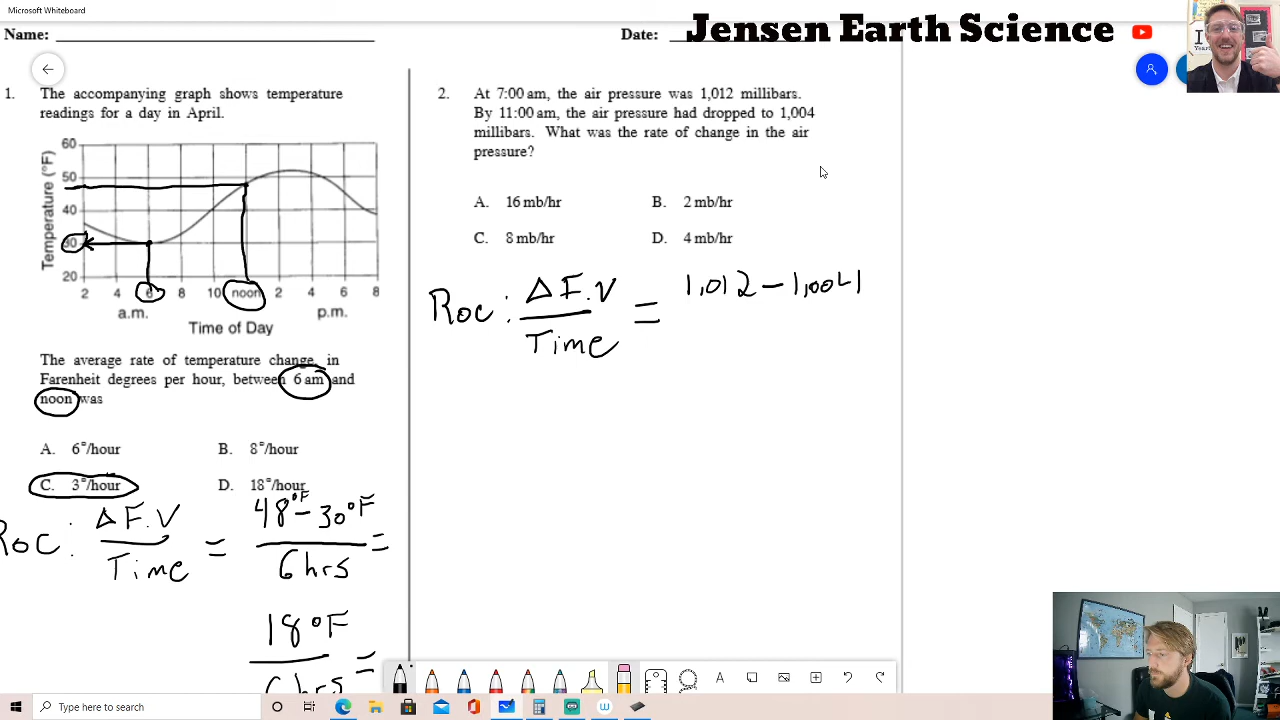 Microsoft Whiteboard
Jensen Earth Science
Name:
Date:
1. The accompanying graph shows temperature
readings for a day in April.
Temperature (°F)
60
50
40
30
20
2 4 6 8 10 noon 2 4 6 8
a.m. p.m.
Time of Day
The average rate of temperature change, in
Farenheit degrees per hour, between 6 am and
noon was
A. 6°/hour B. 8°/hour
C. 3°/hour D. 18°/hour
Roc: Δ F.V = 48°F - 30°F =
Time 6 hrs
18°F =
6 hrs
2. At 7:00 am, the air pressure was 1,012 millibars.
By 11:00 am, the air pressure had dropped to 1,004
millibars. What was the rate of change in the air
pressure?
A. 16 mb/hr B. 2 mb/hr
C. 8 mb/hr D. 4 mb/hr
Roc: Δ F.V = 1,012 - 1,004
Time
Type here to search